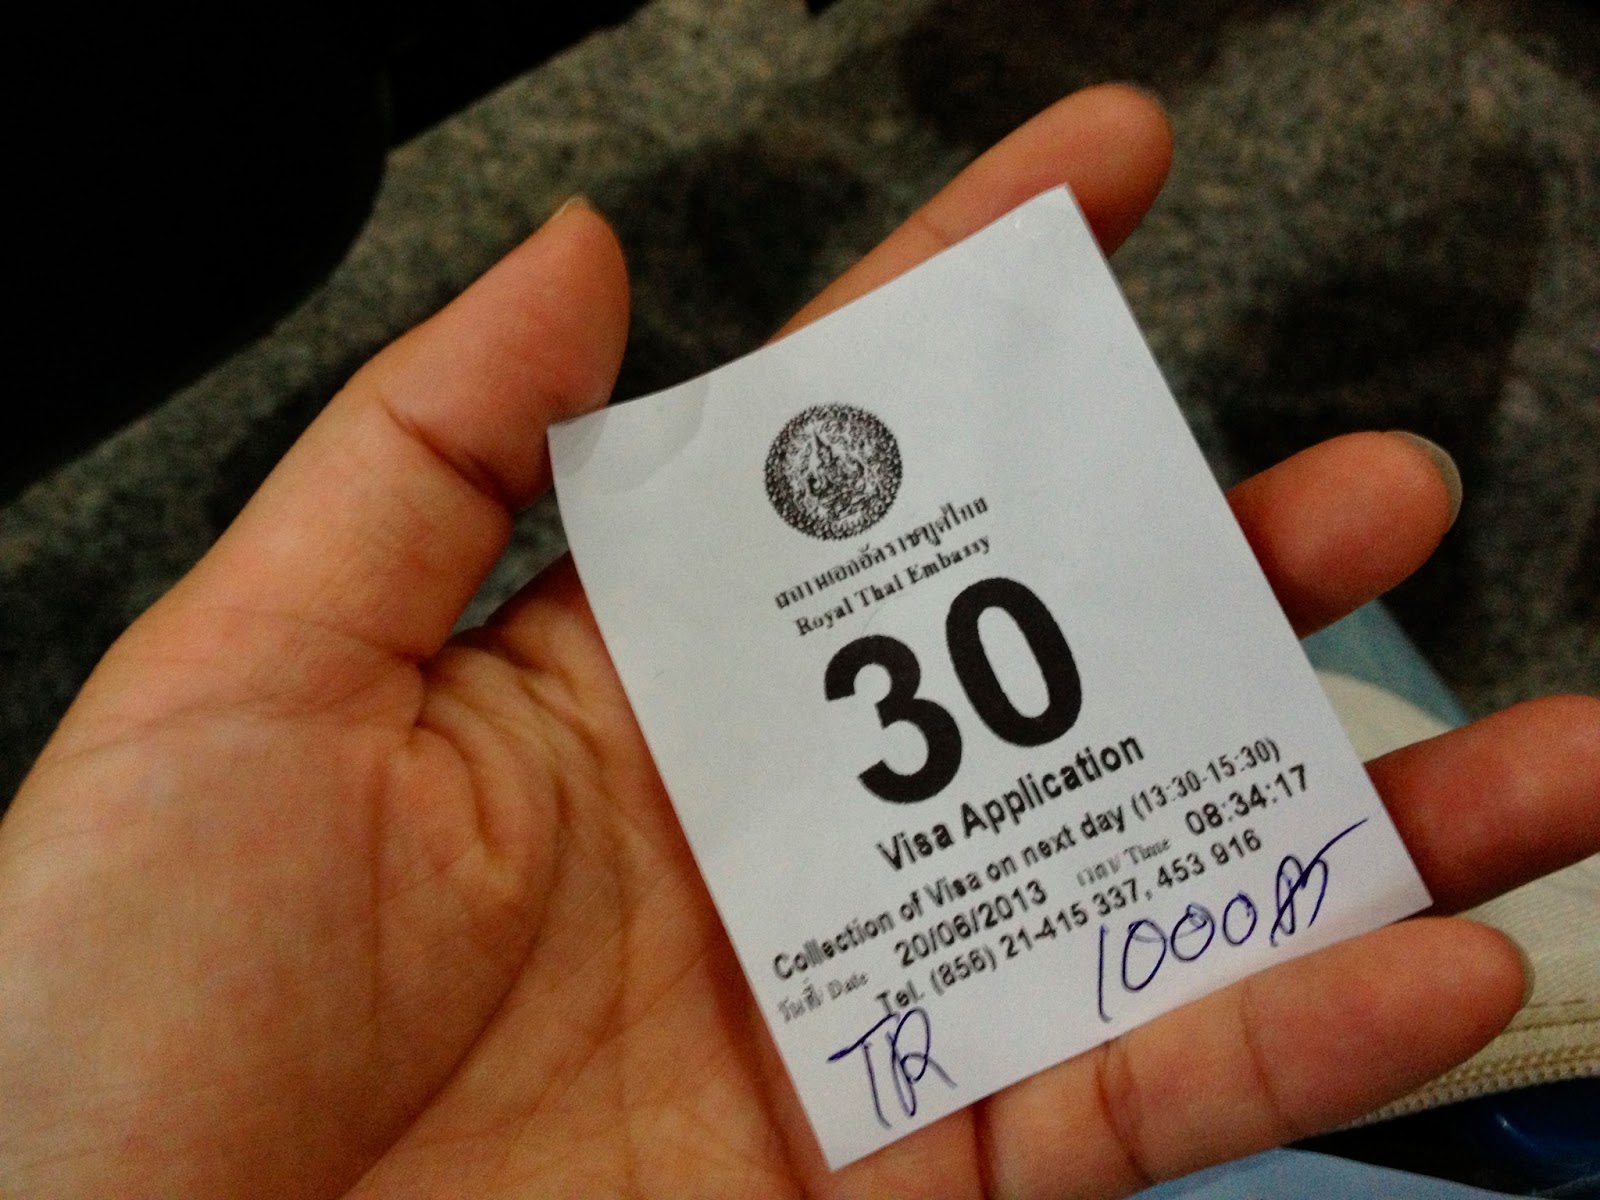 สถานเอกอัครราชทูตไทย
Royal Thai Embassy
30
Visa Application
Collection of Visa on next day (13:30-15:30)
วันที่/ Date 20/06/2013 เวลา/ Time 08:34:17
Tel. (856) 21-415 337, 453 916
TR 1000฿